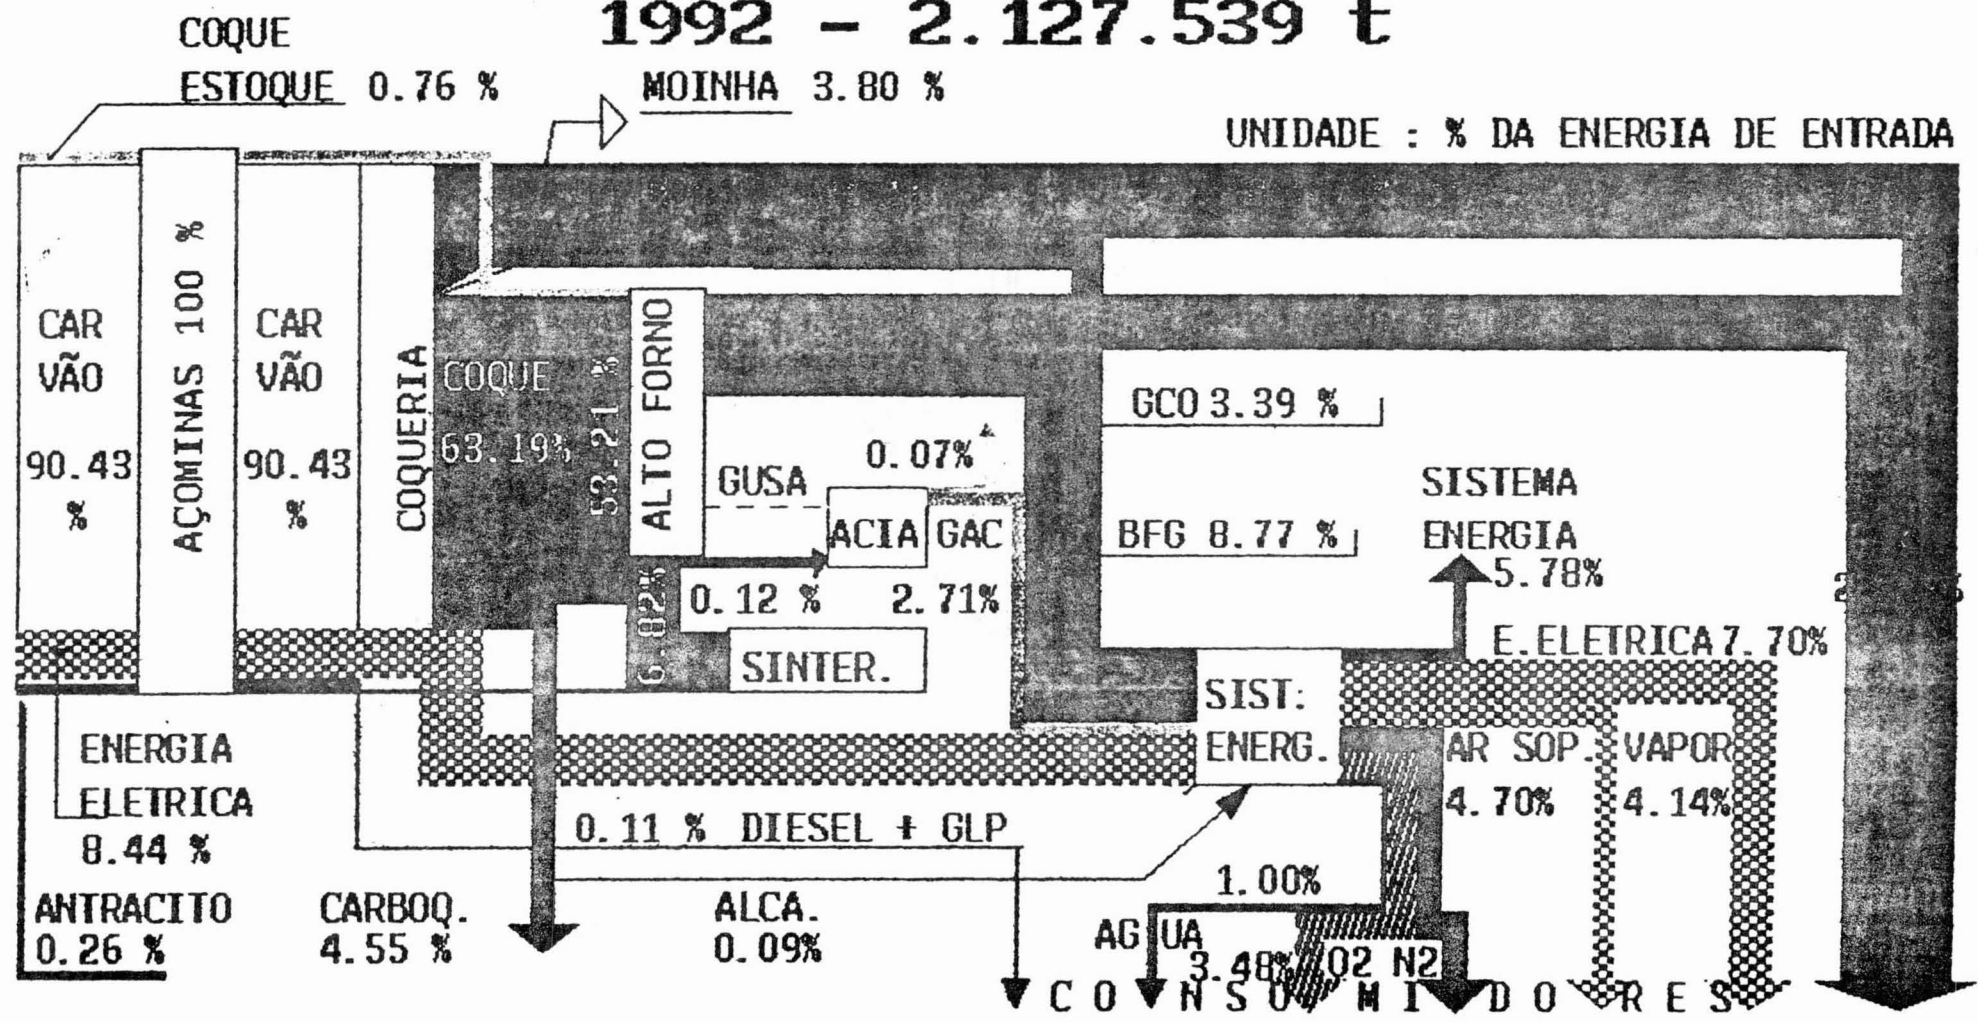 1992 - 2.127.539 t
COQUE
ESTOQUE 0.76 %
MOINHA 3.80 %
UNIDADE : % DA ENERGIA DE ENTRADA
CAR
VÃO
90.43
%
AÇOMINAS 100 %
CAR
VÃO
90.43
%
COQUERIA
COQUE
63.19%
53.21 %
ALTO FORNO
6.82%
GUSA
0.07%
ACIA
GAC
0.12 %
2.71%
SINTER.
GCO 3.39 %
BFG 8.77 %
SISTEMA
ENERGIA
5.78%
E.ELETRICA 7.70%
SIST:
ENERG.
AR SOP.
4.70%
VAPOR
4.14%
ENERGIA
ELETRICA
8.44 %
0.11 % DIESEL + GLP
ANTRACITO
0.26 %
CARBOQ.
4.55 %
ALCA.
0.09%
1.00%
AGUA
3.48%
O2 N2
CONSUMIDORES